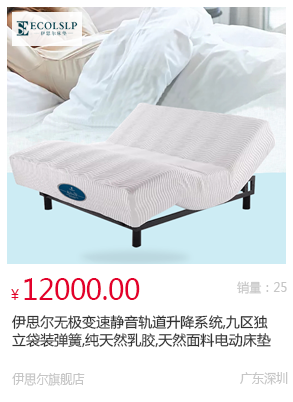 ECOLSLP
伊思尔床垫
¥12000.00
销量：25
伊思尔无极变速静音轨道升降系统,九区独
立袋装弹簧,纯天然乳胶,天然面料电动床垫
伊思尔旗舰店
广东深圳